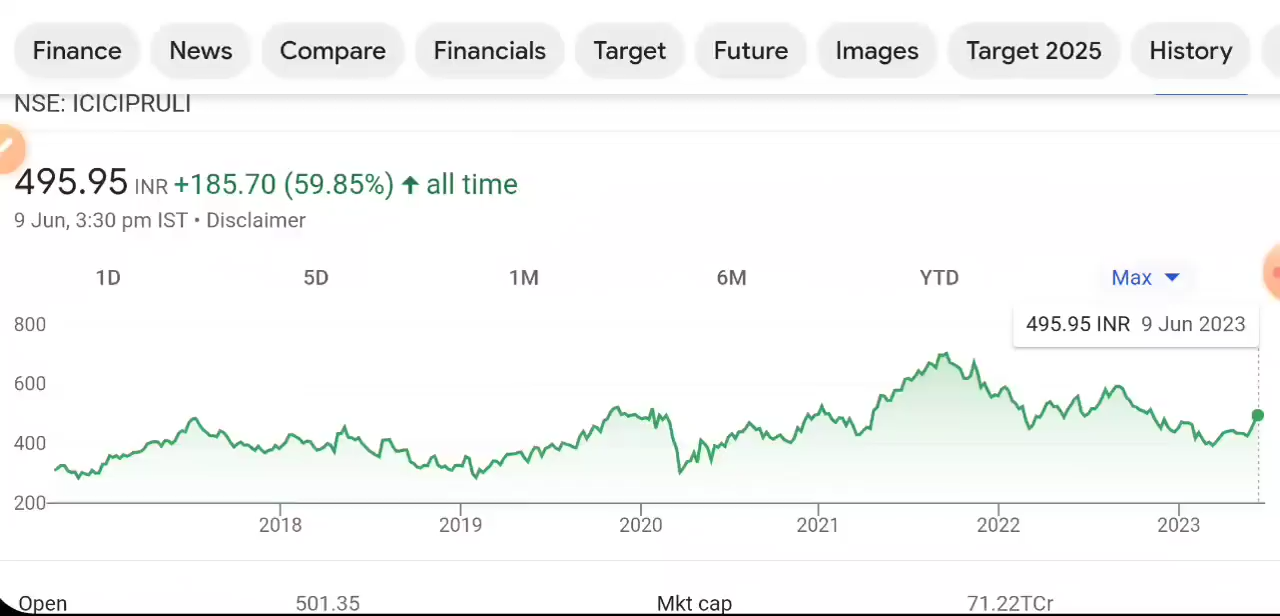 Finance News Compare Financials Target Future Images Target 2025 History
NSE: ICICIPRULI
495.95 INR +185.70 (59.85%) ↑ all time
9 Jun, 3:30 pm IST • Disclaimer
1D 5D 1M 6M YTD Max
495.95 INR 9 Jun 2023
800
600
400
200
2018 2019 2020 2021 2022 2023
Open 501.35 Mkt cap 71.22TCr